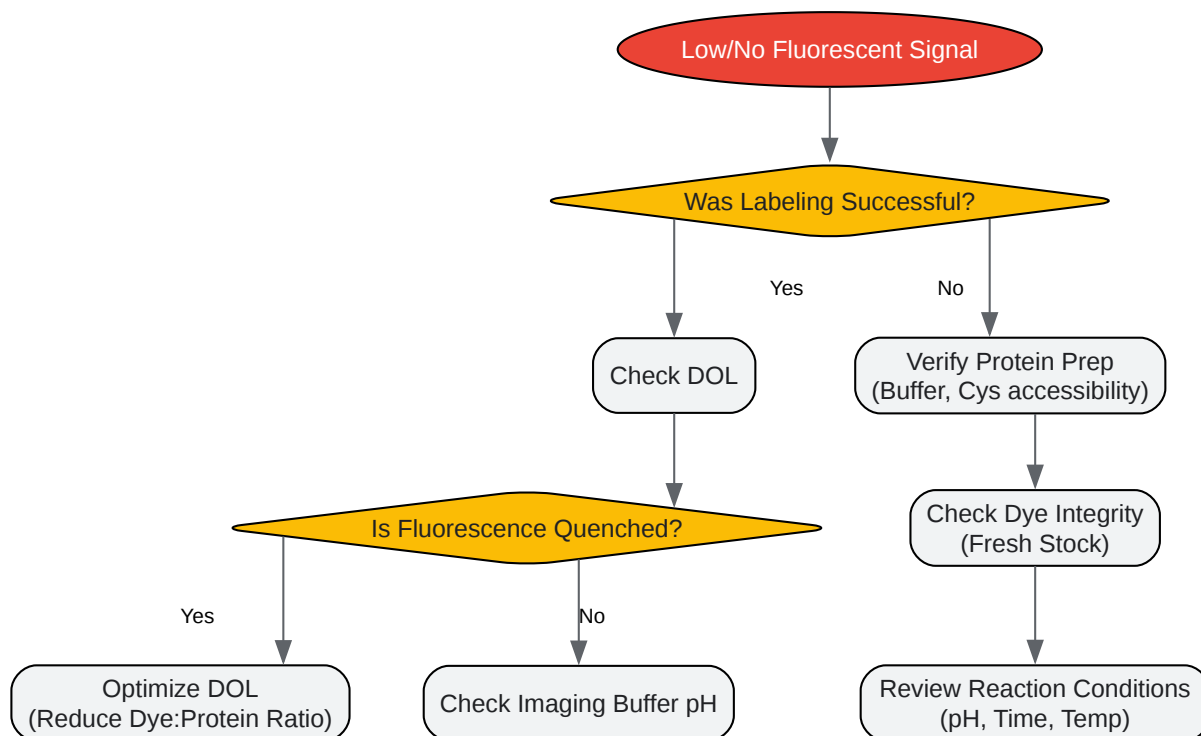 Low/No Fluorescent Signal
Was Labeling Successful?
Yes
No
Check DOL
Verify Protein Prep
(Buffer, Cys accessibility)
Is Fluorescence Quenched?
Check Dye Integrity
(Fresh Stock)
Yes
No
Optimize DOL
(Reduce Dye:Protein Ratio)
Check Imaging Buffer pH
Review Reaction Conditions
(pH, Time, Temp)